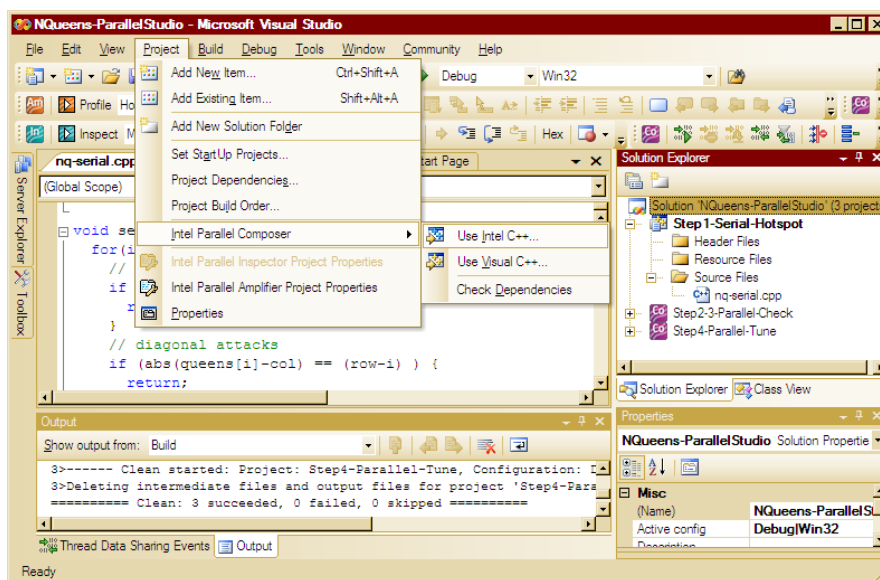 NQueens-ParallelStudio - Microsoft Visual Studio
File Edit View Project Build Debug Tools Window Community Help
Add New Item... Ctrl+Shift+A
Debug Win32
Profile
Add Existing Item... Shift+Alt+A
Inspect
Add New Solution Folder
Hex
nq-serial.cpp
Set StartUp Projects...
Start Page
Solution Explorer
(Global Scope)
Project Dependencies...
Project Build Order...
Solution 'NQueens-ParallelStudio' (3 project
void
Intel Parallel Composer
Use Intel C++...
Step1-Serial-Hotspot
Header Files
for(i
Intel Parallel Inspector Project Properties
Use Visual C++...
Resource Files
//
Source Files
if
Intel Parallel Amplifier Project Properties
Check Dependencies
nq-serial.cpp
Properties
Step2-3-Parallel-Check
}
Step4-Parallel-Tune
// diagonal attacks
if (abs(queens[i]-col) == (row-i) ) {
return;
Server Explorer
Toolbox
Solution Explorer Class View
Output
Properties
Show output from: Build
NQueens-ParallelStudio Solution Propertie
3>------ Clean started: Project: Step4-Parallel-Tune, Configuration:
3>Deleting intermediate files and output files for project 'Step4-Para
========== Clean: 3 succeeded, 0 failed, 0 skipped ==========
Misc
(Name) NQueens-ParallelSt
Active config Debug|Win32
Description
Thread Data Sharing Events Output
Ready